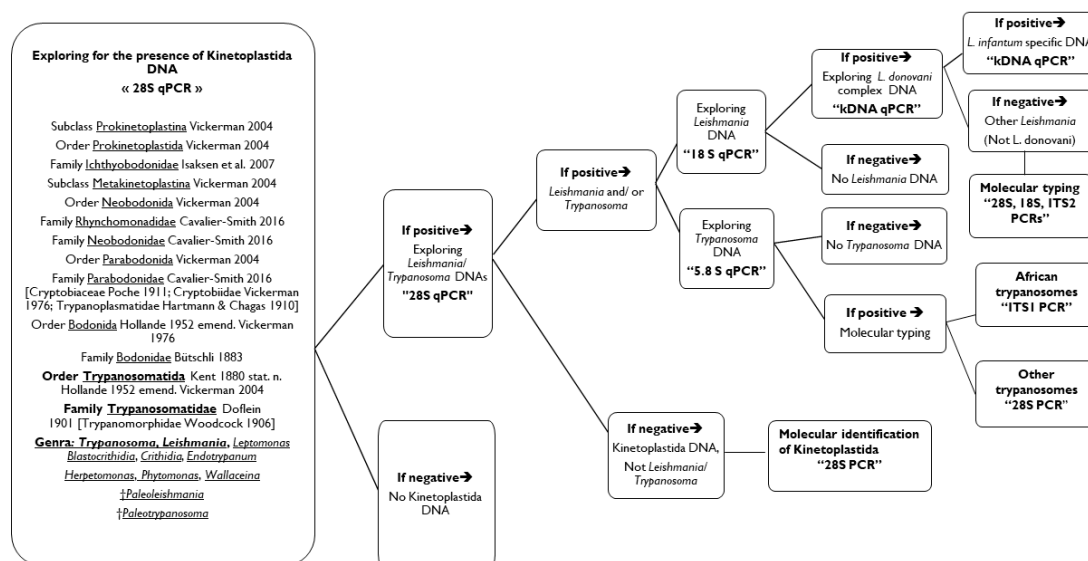 Exploring for the presence of Kinetoplastida
DNA
« 28S qPCR »
Subclass Prokinetoplastina Vickerman 2004
Order Prokinetoplastida Vickerman 2004
Family Ichthyobodonidae Isaksen et al. 2007
Subclass Metakinetoplastina Vickerman 2004
Order Neobodonida Vickerman 2004
Family Rhynchomonadidae Cavalier-Smith 2016
Family Neobodonidae Cavalier-Smith 2016
Order Parabodonida Vickerman 2004
Family Parabodonidae Cavalier-Smith 2016
[Cryptobiaceae Poche 1911; Cryptobiidae Vickerman
1976; Trypanoplasmatidae Hartmann & Chagas 1910]
Order Bodonida Hollande 1952 emend. Vickerman
1976
Family Bodonidae Bütschli 1883
Order Trypanosomatida Kent 1880 stat. n.
Hollande 1952 emend. Vickerman 2004
Family Trypanosomatidae Doflein
1901 [Trypanomorphidae Woodcock 1906]
Genra: Trypanosoma, Leishmania, Leptomonas
Blastocrithidia, Crithidia, Endotrypanum
Herpetomonas, Phytomonas, Wallaceina
†Paleoleishmania
†Paleotrypanosoma
If positive➔
Exploring
Leishmania/
Trypanosoma DNAs
"28S qPCR"
If negative➔
No Kinetoplastida
DNA
If positive➔
Leishmania and/ or
Trypanosoma
If negative➔
Kinetoplastida DNA,
Not Leishmania/
Trypanosoma
Molecular identification
of Kinetoplastida
"28S PCR"
Exploring
Leishmania
DNA
"18 S qPCR"
Exploring
Trypanosoma
DNA
"5.8 S qPCR"
If positive➔
Exploring L. donovani
complex DNA
"kDNA qPCR"
If negative➔
No Leishmania DNA
If negative➔
No Trypanosoma DNA
If positive ➔
Molecular typing
If positive➔
L. infantum specific DNA
"kDNA qPCR"
If negative➔
Other Leishmania
(Not L. donovani)
Molecular typing
"28S, 18S, ITS2
PCRs"
African
trypanosomes
"ITS1 PCR"
Other
trypanosomes
"28S PCR"